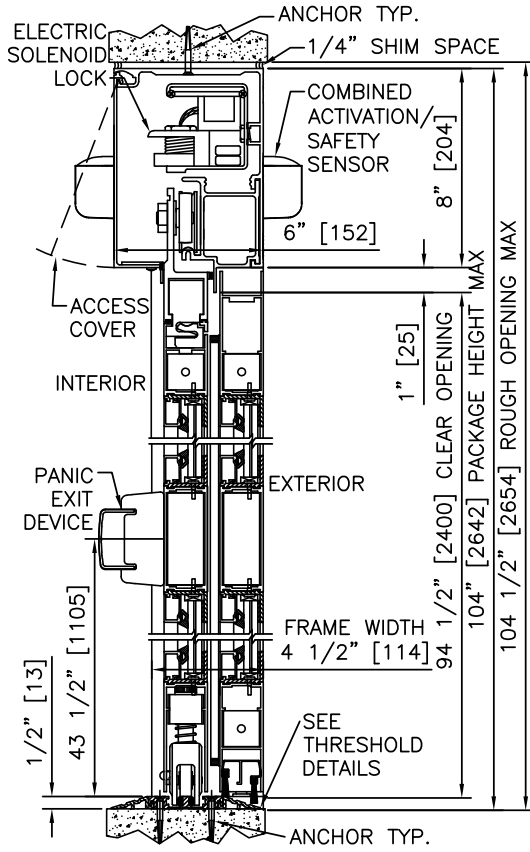 ANCHOR TYP.
ELECTRIC
SOLENOID
LOCK
1/4" SHIM SPACE
COMBINED
ACTIVATION/
SAFETY
SENSOR
8" [204]
6" [152]
ACCESS
COVER
1" [25]
INTERIOR
EXTERIOR
PANIC
EXIT
DEVICE
94 1/2" [2400] CLEAR OPENING
104" [2642] PACKAGE HEIGHT MAX
104 1/2" [2654] ROUGH OPENING MAX
FRAME WIDTH
4 1/2" [114]
1/2" [13]
43 1/2" [1105]
SEE
THRESHOLD
DETAILS
ANCHOR TYP.